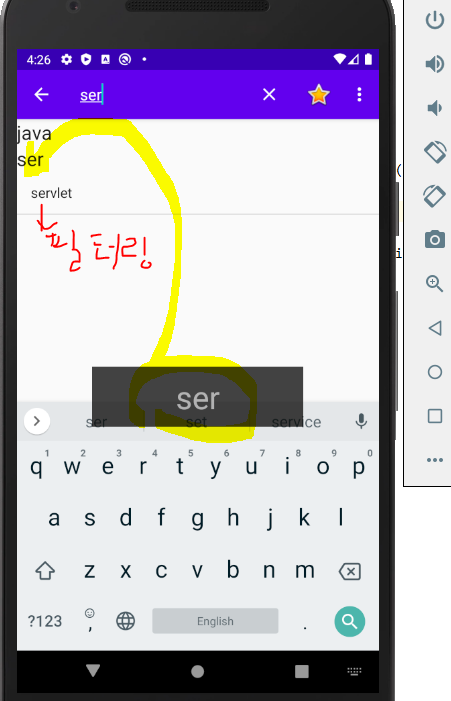 4:26
ser
java
ser
servlet
필터링
ser
ser set service
1 2 3 4 5 6 7 8 9 0
q w e r t y u i o p
a s d f g h j k l
z x c v b n m
?123 , English .